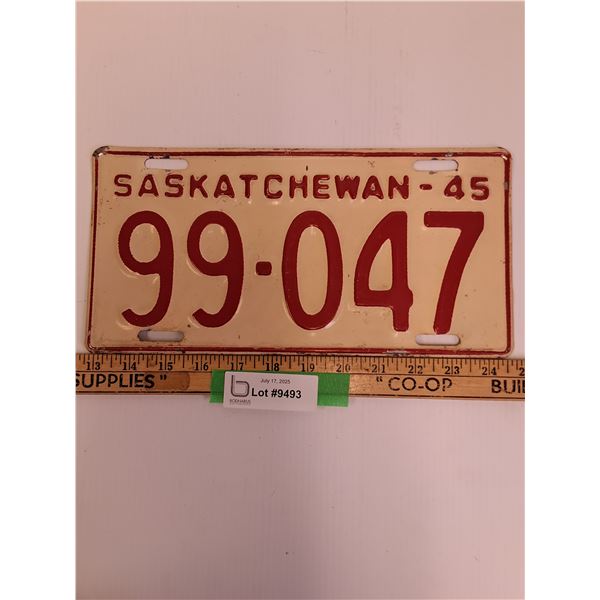 SASKATCHEWAN - 45
99-047
13 14 15 16 17 18 19 20 21 22 23 24
SUPPLIES” “CO-OP BUI
July 17, 2025
Lot #9493
b
BODNARUS